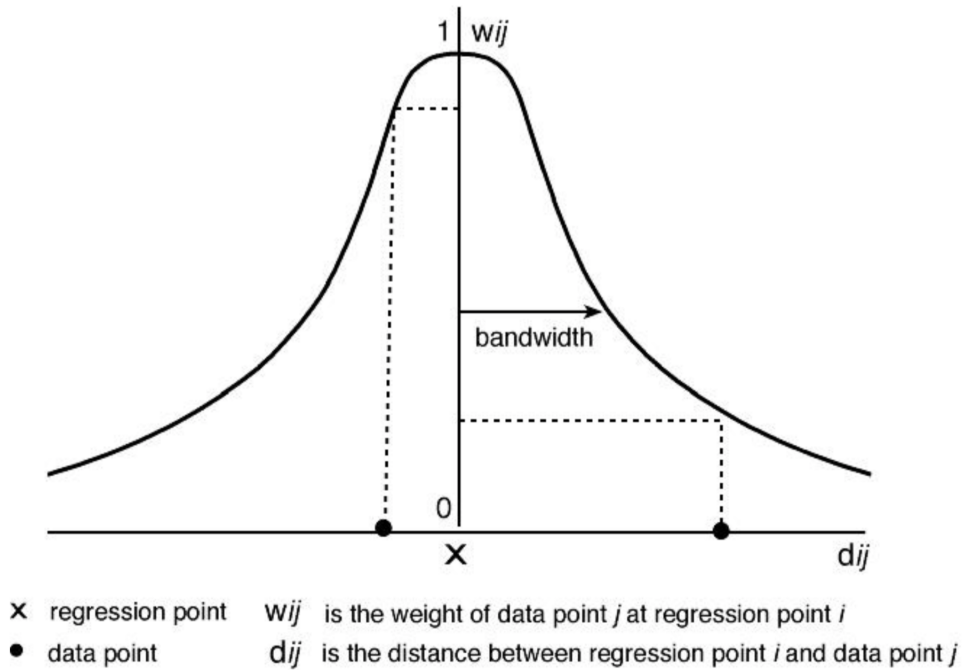 1 wij
bandwidth
0
x
dij
x regression point wij is the weight of data point j at regression point i
• data point dij is the distance between regression point i and data point j